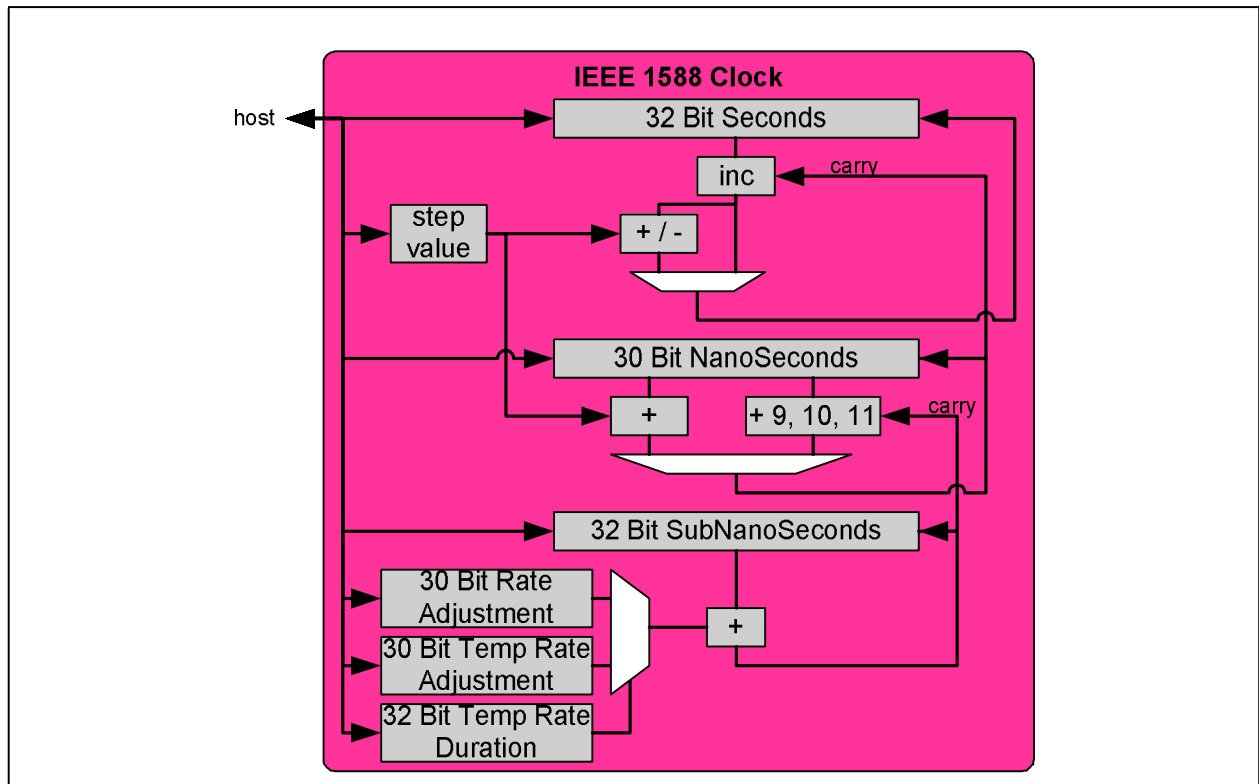 IEEE 1588 Clock
host
32 Bit Seconds
inc
carry
step
value
+ / -
30 Bit NanoSeconds
+
+ 9, 10, 11
carry
32 Bit SubNanoSeconds
30 Bit Rate
Adjustment
+
30 Bit Temp Rate
Adjustment
32 Bit Temp Rate
Duration